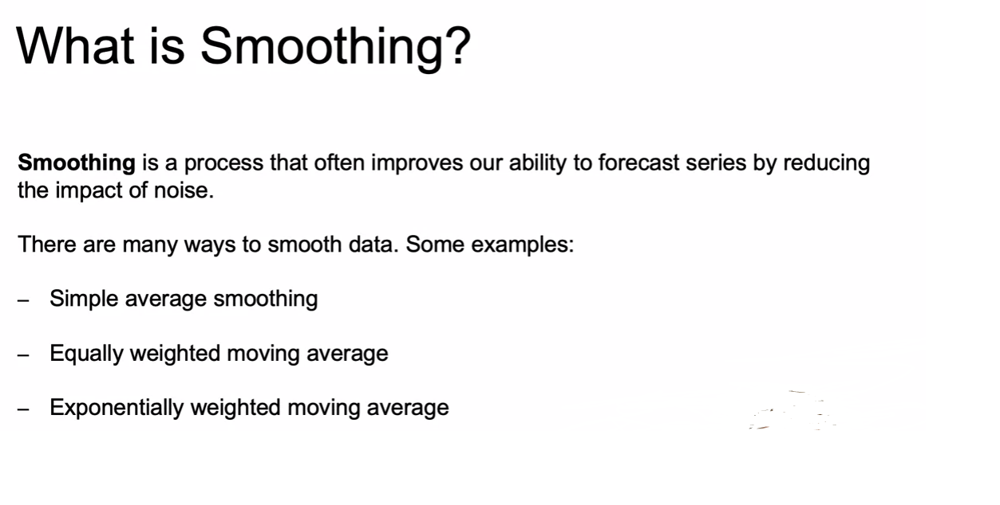 What is Smoothing?
Smoothing is a process that often improves our ability to forecast series by reducing
the impact of noise.
There are many ways to smooth data. Some examples:
– Simple average smoothing
– Equally weighted moving average
– Exponentially weighted moving average